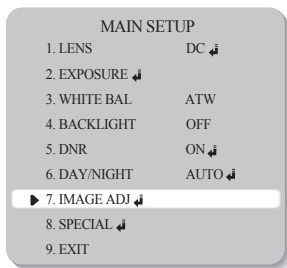 MAIN SETUP
1. LENS DC ↲
2. EXPOSURE ↲
3. WHITE BAL ATW
4. BACKLIGHT OFF
5. DNR ON ↲
6. DAY/NIGHT AUTO ↲
▶ 7. IMAGE ADJ ↲
8. SPECIAL ↲
9. EXIT